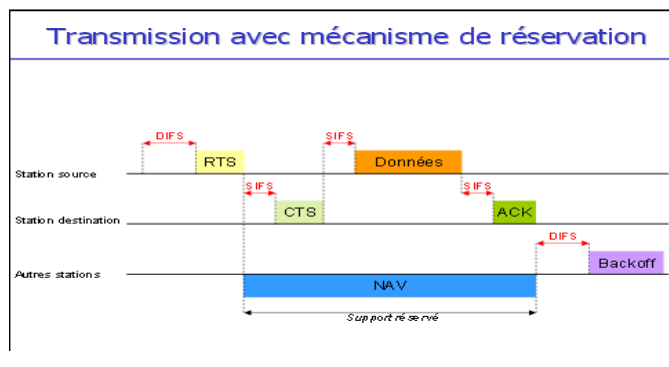 Transmission avec mécanisme de réservation
DIFS
SIFS
RTS
Données
Station source
SIFS
SIFS
CTS
ACK
Station destination
DIFS
Backoff
Autres stations
NAV
Support réservé